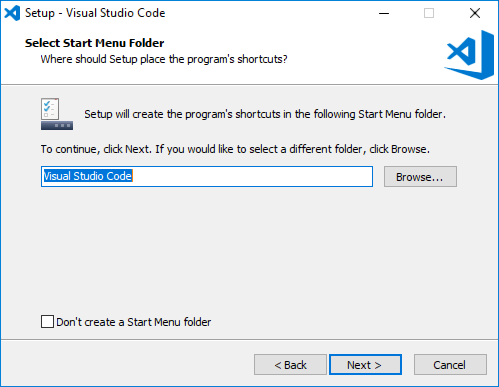 Setup - Visual Studio Code
Select Start Menu Folder
Where should Setup place the program's shortcuts?
Setup will create the program's shortcuts in the following Start Menu folder.
To continue, click Next. If you would like to select a different folder, click Browse.
Visual Studio Code
Browse...
Don't create a Start Menu folder
< Back
Next >
Cancel